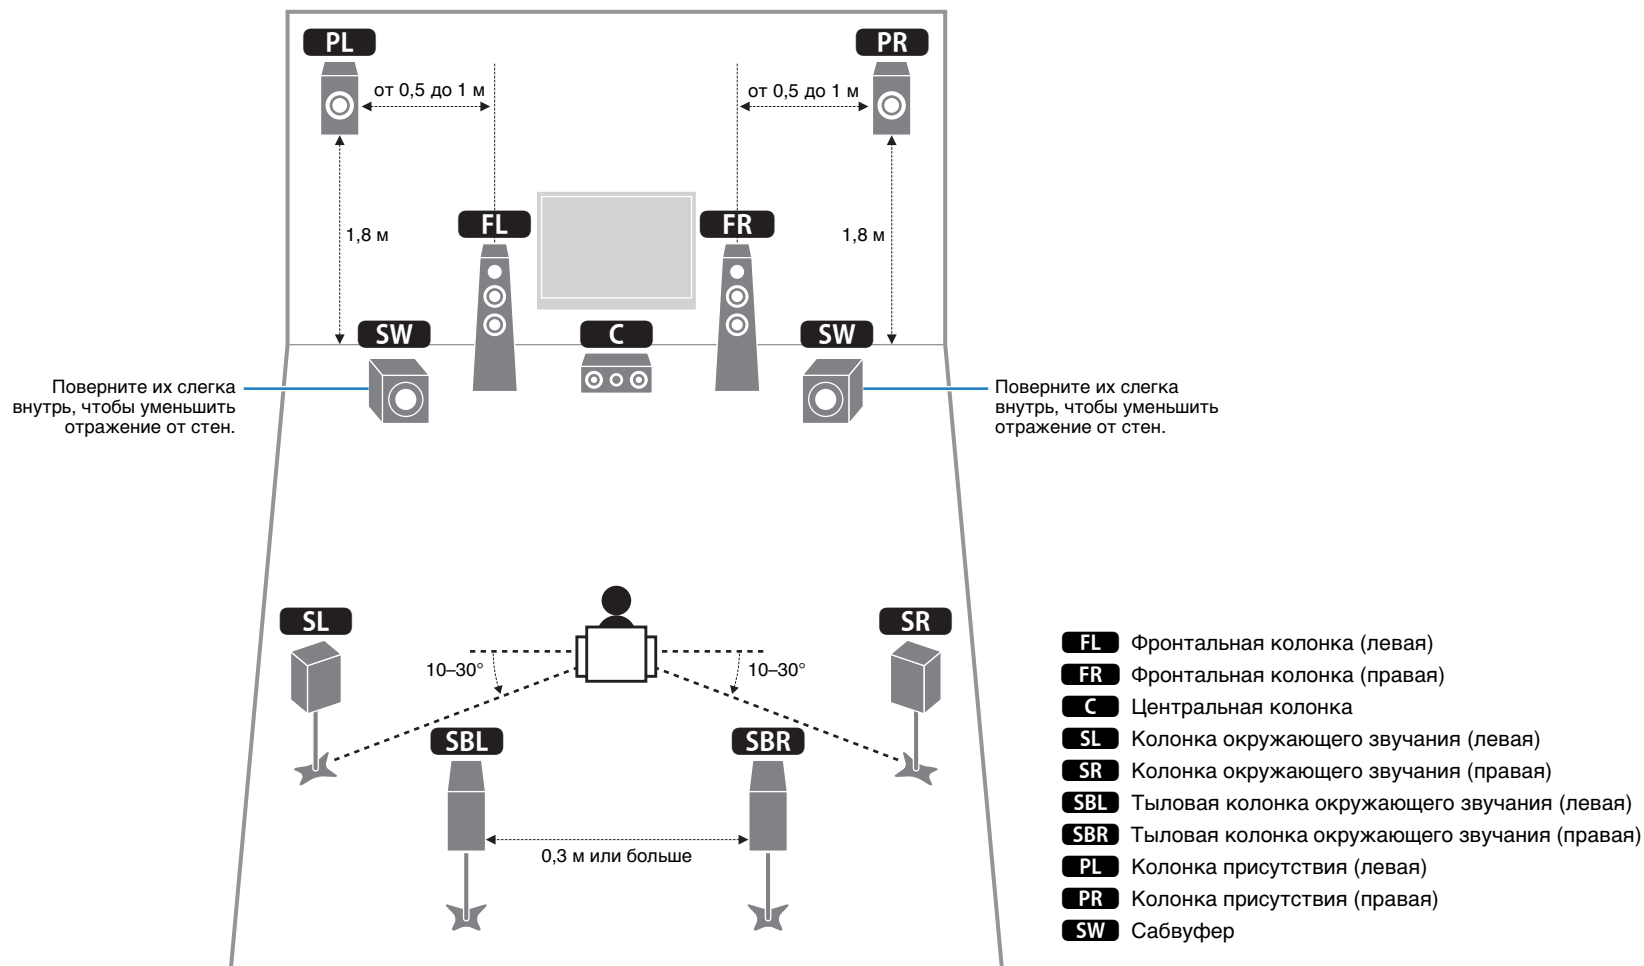 PL
PR
от 0,5 до 1 м
от 0,5 до 1 м
FL
FR
1,8 м
1,8 м
SW
C
SW
Поверните их слегка
внутрь, чтобы уменьшить
отражение от стен.
Поверните их слегка
внутрь, чтобы уменьшить
отражение от стен.
SL
SR
10–30°
10–30°
SBL
SBR
0,3 м или больше
FL Фронтальная колонка (левая)
FR Фронтальная колонка (правая)
C Центральная колонка
SL Колонка окружающего звучания (левая)
SR Колонка окружающего звучания (правая)
SBL Тыловая колонка окружающего звучания (левая)
SBR Тыловая колонка окружающего звучания (правая)
PL Колонка присутствия (левая)
PR Колонка присутствия (правая)
SW Сабвуфер